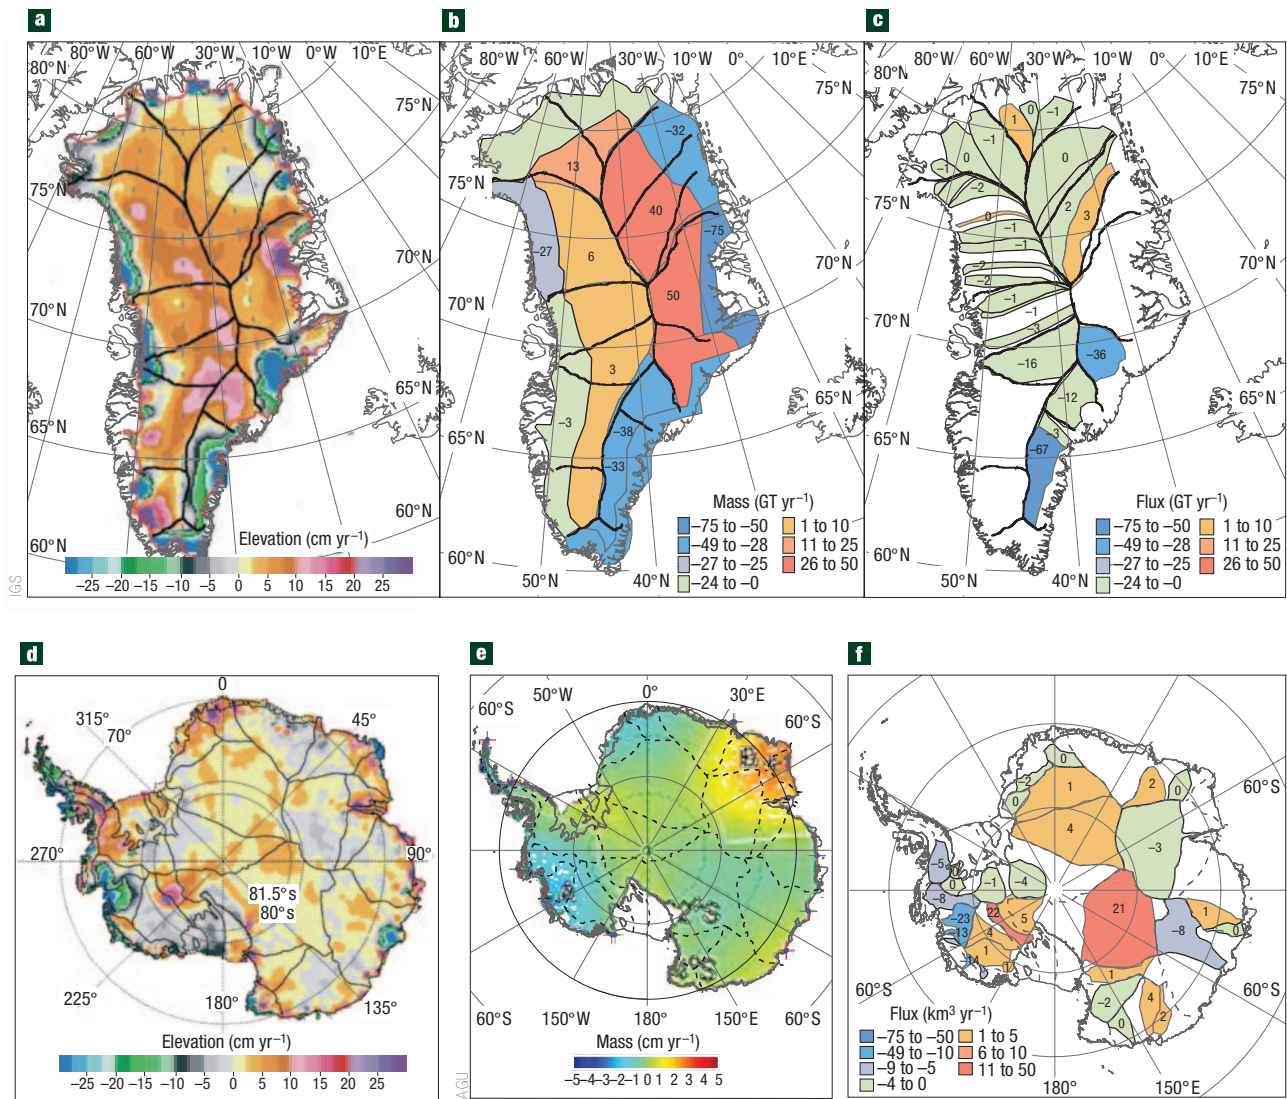 a
80°W 60°W 30°W 10°W 0°W 10°E
80°N
75°N
75°N
70°N
70°N
65°N
65°N
60°N
60°N
Elevation (cm yr⁻¹)
−25 −20 −15 −10 −5 0 5 10 15 20 25
IGS
b
80°W 60°W 30°W 10°W 0°W 10°E
80°N
75°N
75°N
70°N
70°N
65°N
65°N
60°N
60°N
50°N 40°N
−32
13
40
−75
−27
6
50
3
−3
−38
−33
Mass (GT yr⁻¹)
−75 to −50
−49 to −28
−27 to −25
−24 to −0
1 to 10
11 to 25
26 to 50
c
80°W 60°W 30°W 10°W 0°W 10°E
80°N
75°N
75°N
70°N
70°N
65°N
65°N
60°N
60°N
50°N 40°N
1
0
−1
−1
0
0
−1
−2
2
3
0
−1
−1
−2
−2
−1
−1
−3
−16
−36
−12
−3
−67
Flux (GT yr⁻¹)
−75 to −50
−49 to −28
−27 to −25
−24 to −0
1 to 10
11 to 25
26 to 50
d
0
315°
70°
45°
270°
90°
81.5°s
80°s
225°
180°
135°
Elevation (cm yr⁻¹)
−25 −20 −15 −10 −5 0 5 10 15 20 25
e
50°W 0° 30°E
60°S
60°S
60°S 150°W 180° 150°E 60°S
Mass (cm yr⁻¹)
−5 −4 −3 −2 −1 0 1 2 3 4 5
AGU
f
0
−2
0
1
2
0
4
−3
−5
0
0
−1
−4
−8
−23
−13
22
4
5
1
−14
1
21
−8
1
0
1
−2
0
4
2
60°S
60°S
60°S
180° 150°E
Flux (km³ yr⁻¹)
−75 to −50
−49 to −10
−9 to −5
−4 to 0
1 to 5
6 to 10
11 to 50